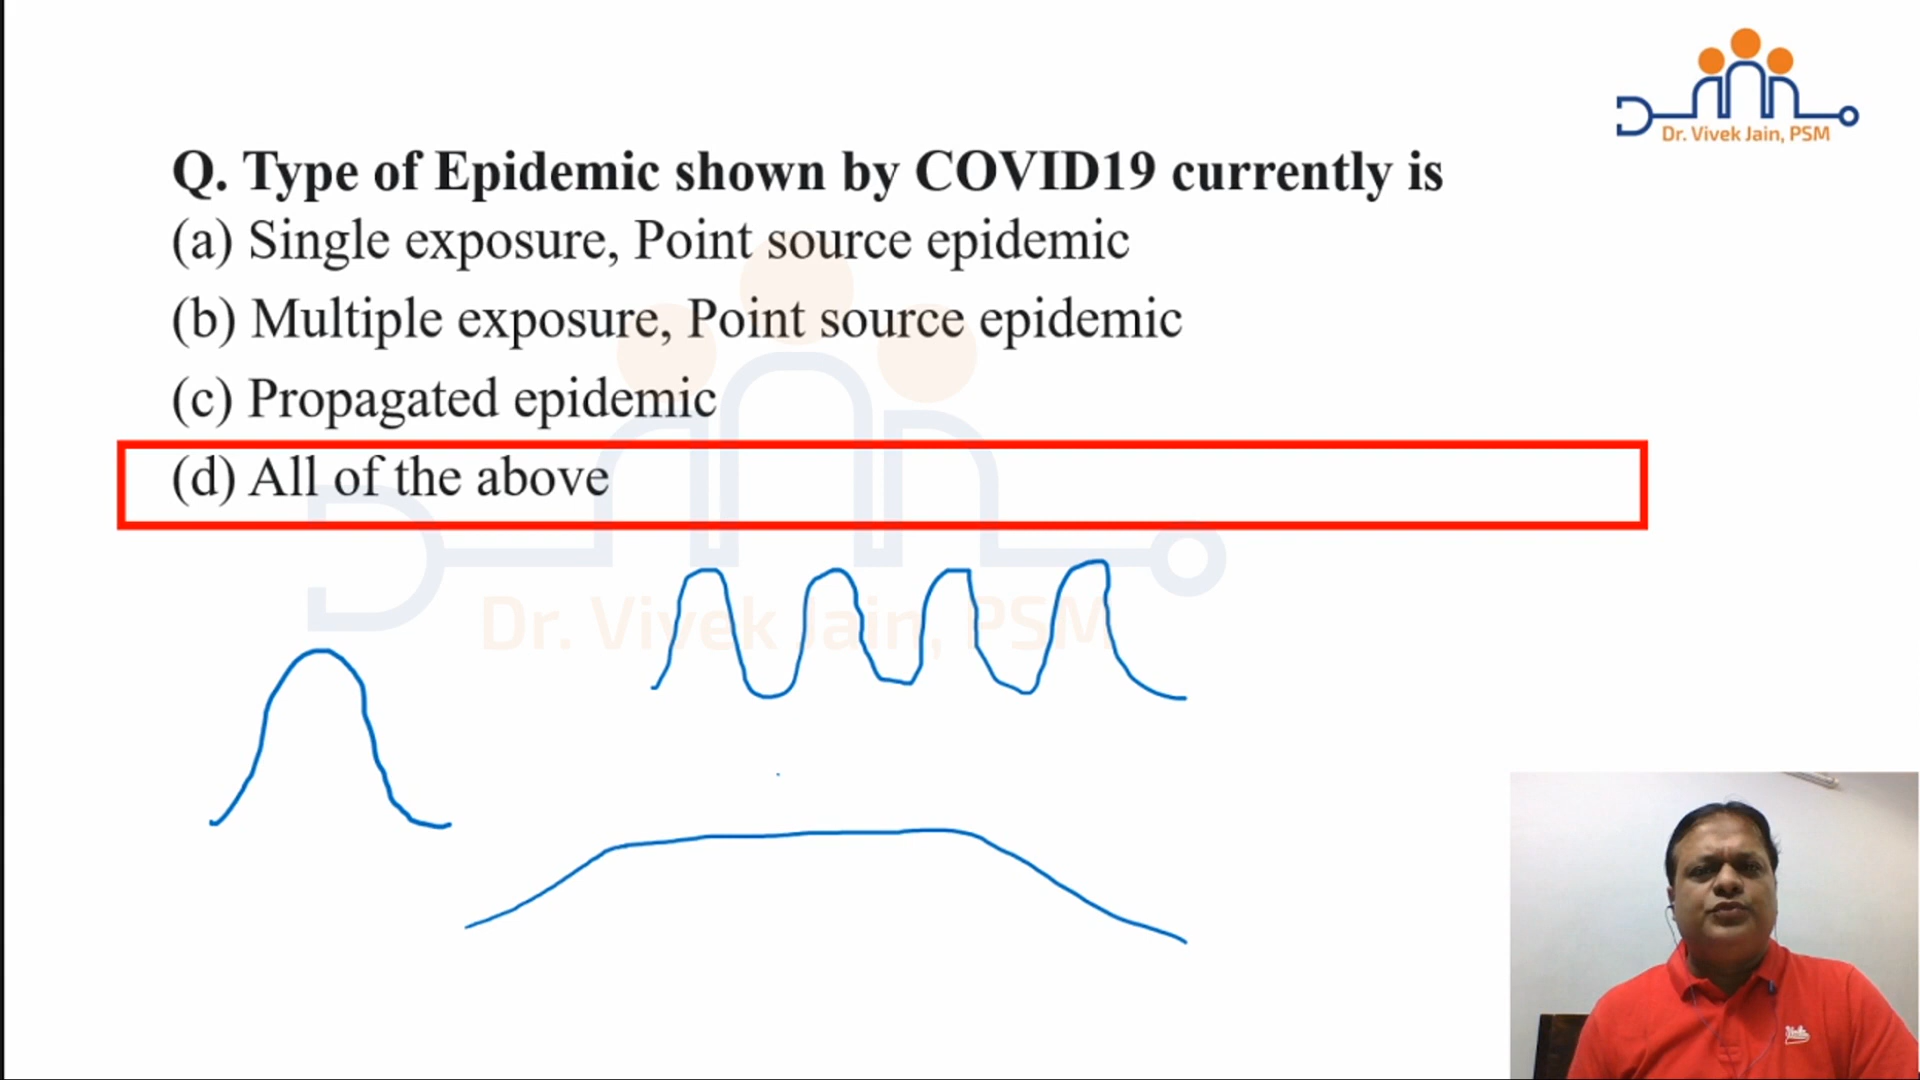 Dr. Vivek Jain, PSM
Q. Type of Epidemic shown by COVID19 currently is
(a) Single exposure, Point source epidemic
(b) Multiple exposure, Point source epidemic
(c) Propagated epidemic
(d) All of the above
Dr. Vivek Jain, PSM